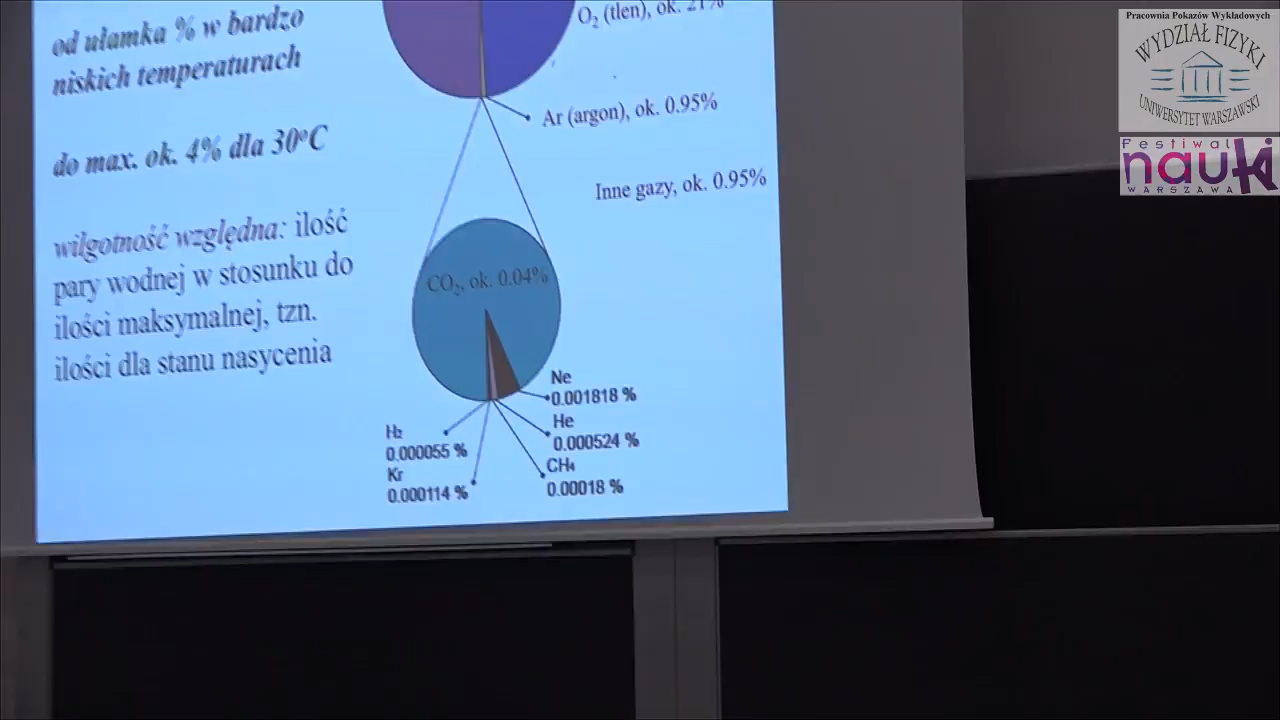 od ułamka % w bardzo
niskich temperaturach
do max. ok. 4% dla 30°C
wilgotność względna: ilość
pary wodnej w stosunku do
ilości maksymalnej, tzn.
ilości dla stanu nasycenia
O₂ (tlen), ok. 21%
Ar (argon), ok. 0.95%
Inne gazy, ok. 0.95%
CO₂, ok. 0.04%
Ne
0.001818 %
He
0.000524 %
CH₄
0.00018 %
H₂
0.000055 %
Kr
0.000114 %
Pracownia Pokazów Wykładowych
WYDZIAŁ FIZYKI
UNIWERSYTET WARSZAWSKI
Festiwal
nauki
WARSZAWA